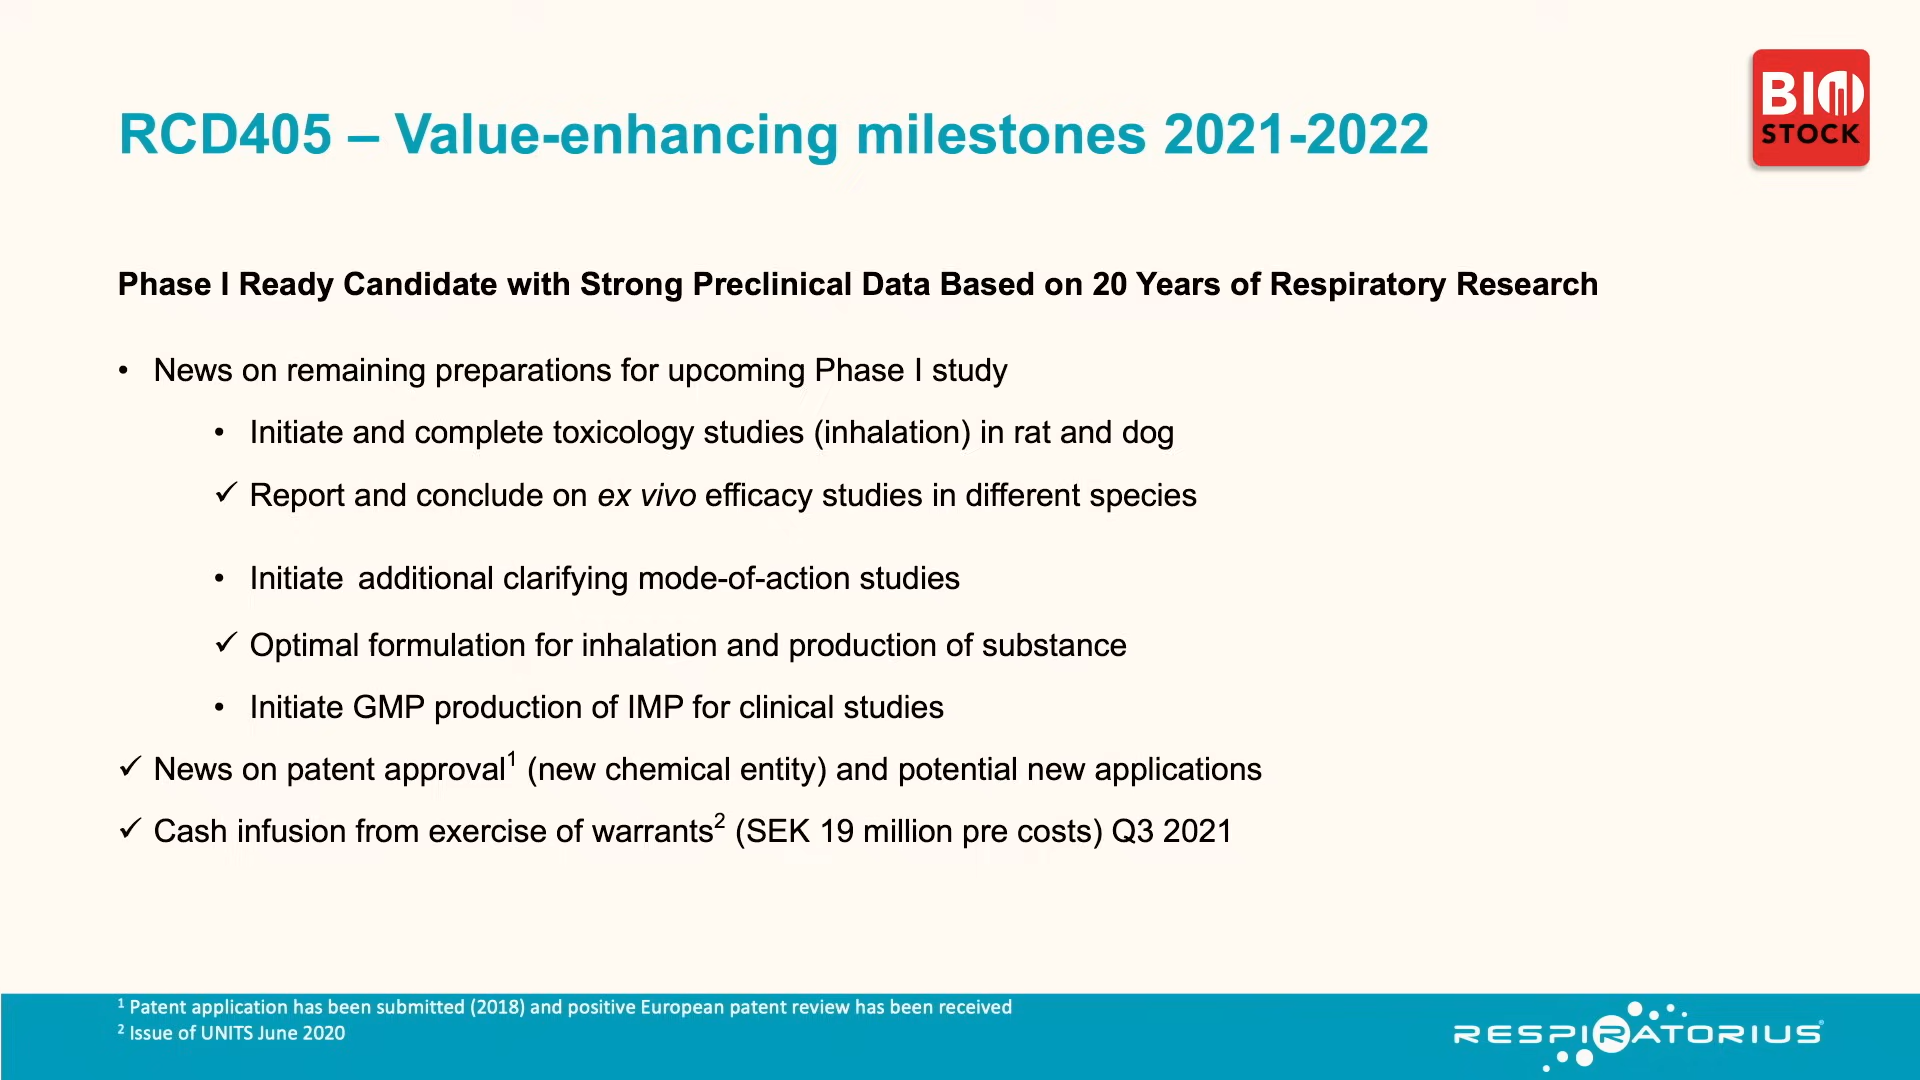 BIO
STOCK
RCD405 – Value-enhancing milestones 2021-2022
Phase I Ready Candidate with Strong Preclinical Data Based on 20 Years of Respiratory Research
• News on remaining preparations for upcoming Phase I study
• Initiate and complete toxicology studies (inhalation) in rat and dog
✓ Report and conclude on ex vivo efficacy studies in different species
• Initiate additional clarifying mode-of-action studies
✓ Optimal formulation for inhalation and production of substance
• Initiate GMP production of IMP for clinical studies
✓ News on patent approval¹ (new chemical entity) and potential new applications
✓ Cash infusion from exercise of warrants² (SEK 19 million pre costs) Q3 2021
¹ Patent application has been submitted (2018) and positive European patent review has been received
² Issue of UNITS June 2020
RESPIRATORIUS®